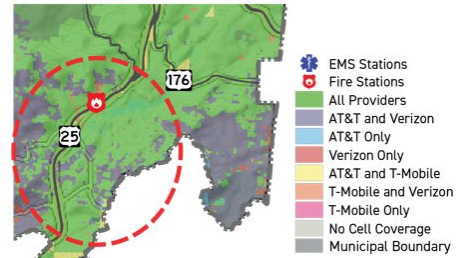 176
25
EMS Stations
Fire Stations
All Providers
AT&T and Verizon
AT&T Only
Verizon Only
AT&T and T-Mobile
T-Mobile and Verizon
T-Mobile Only
No Cell Coverage
Municipal Boundary